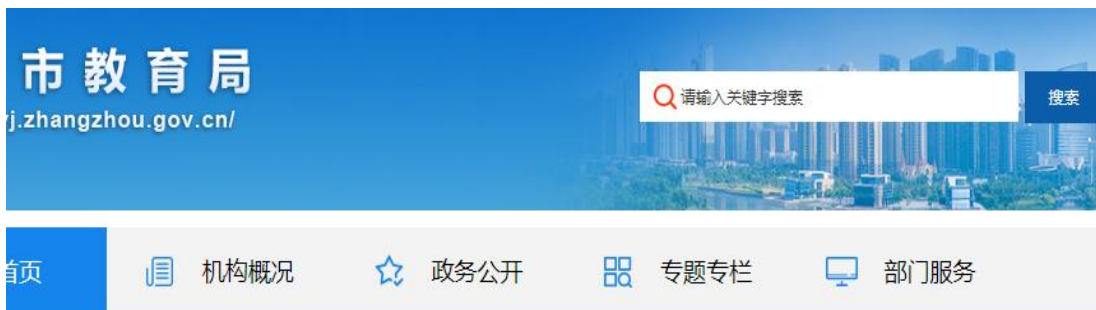 市教育局
请输入关键字搜索
搜索
j.zhangzhou.gov.cn/
首页
机构概况
政务公开
专题专栏
部门服务